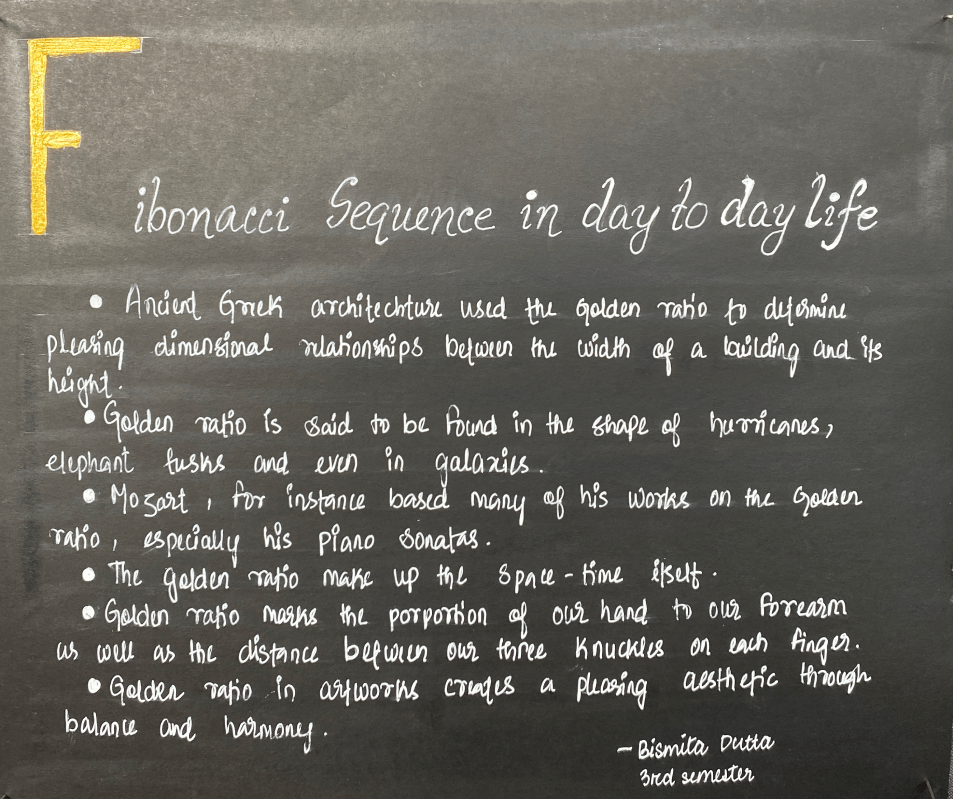 Fibonacci Sequence in day to day life
• Ancient Greek architechture used the golden ratio to determine
pleasing dimensional relationships between the width of a building and its
height.
• Golden ratio is said to be found in the shape of hurricanes,
elephant tusks and even in galaxies.
• Mozart, for instance based many of his works on the golden
ratio, especially his piano sonatas.
• The golden ratio make up the space-time itself.
• Golden ratio marks the porportion of our hand to our forearm
as well as the distance between our three knuckles on each finger.
• Golden ratio in artworks creates a pleasing aesthetic through
balance and harmony.
- Bismita Dutta
3rd semester